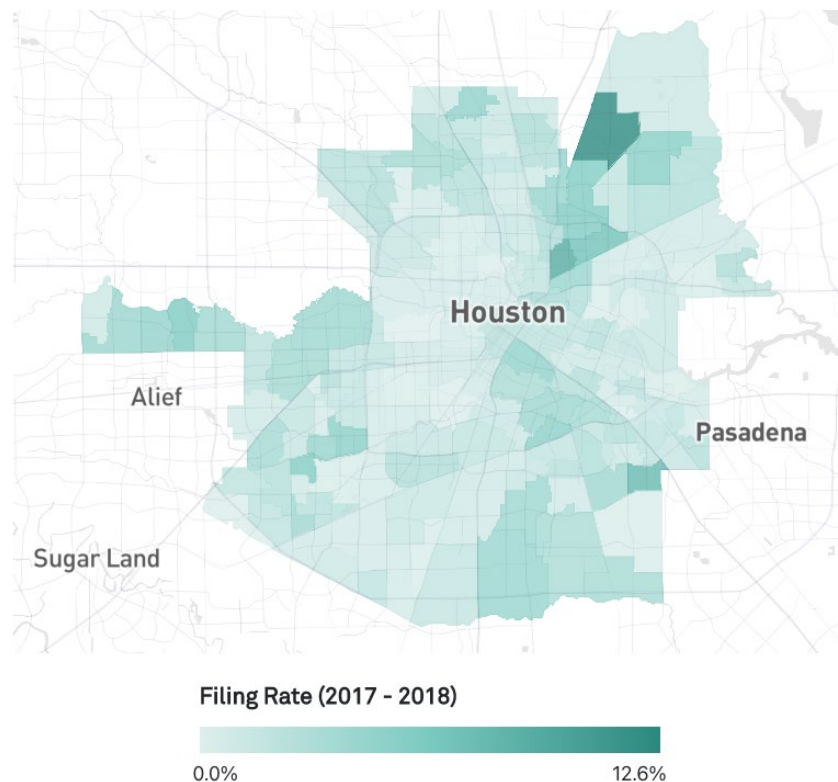 Houston
Alief
Pasadena
Sugar Land
Filing Rate (2017 - 2018)
0.0%
12.6%